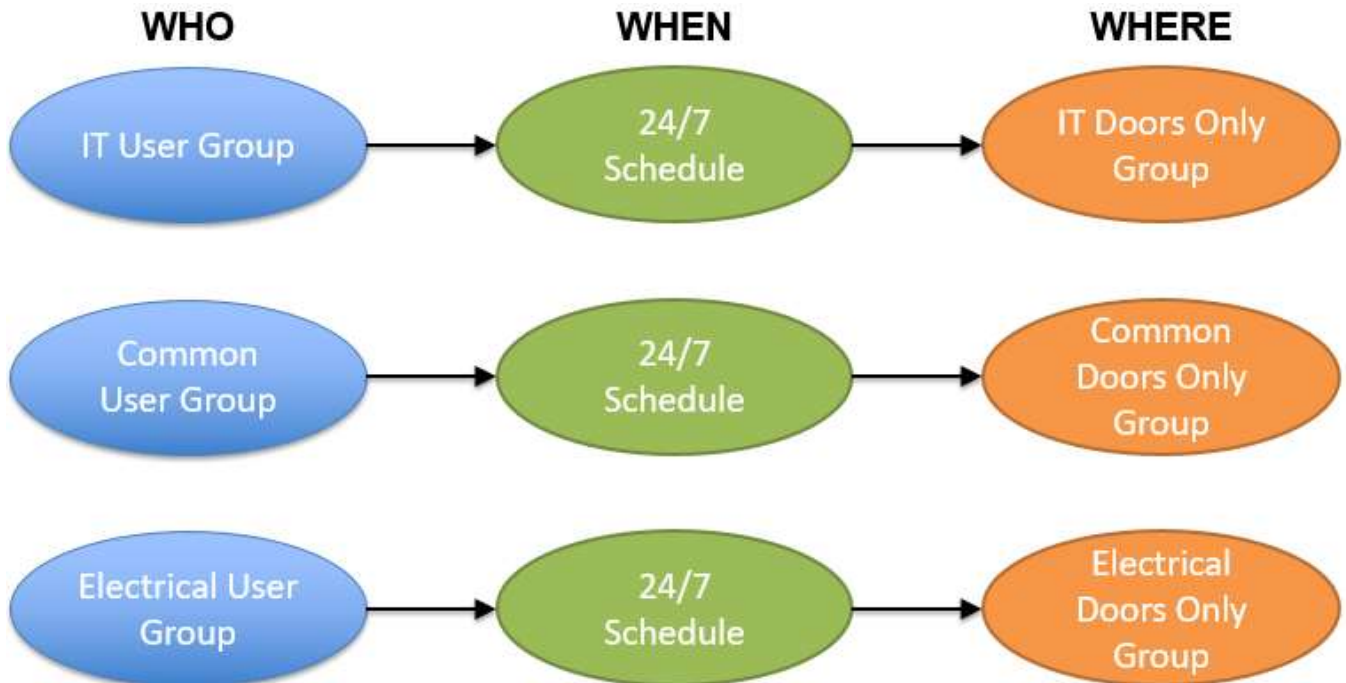 WHO
WHEN
WHERE
IT User Group
24/7
Schedule
IT Doors Only
Group
Common
User Group
24/7
Schedule
Common
Doors Only
Group
Electrical User
Group
24/7
Schedule
Electrical
Doors Only
Group